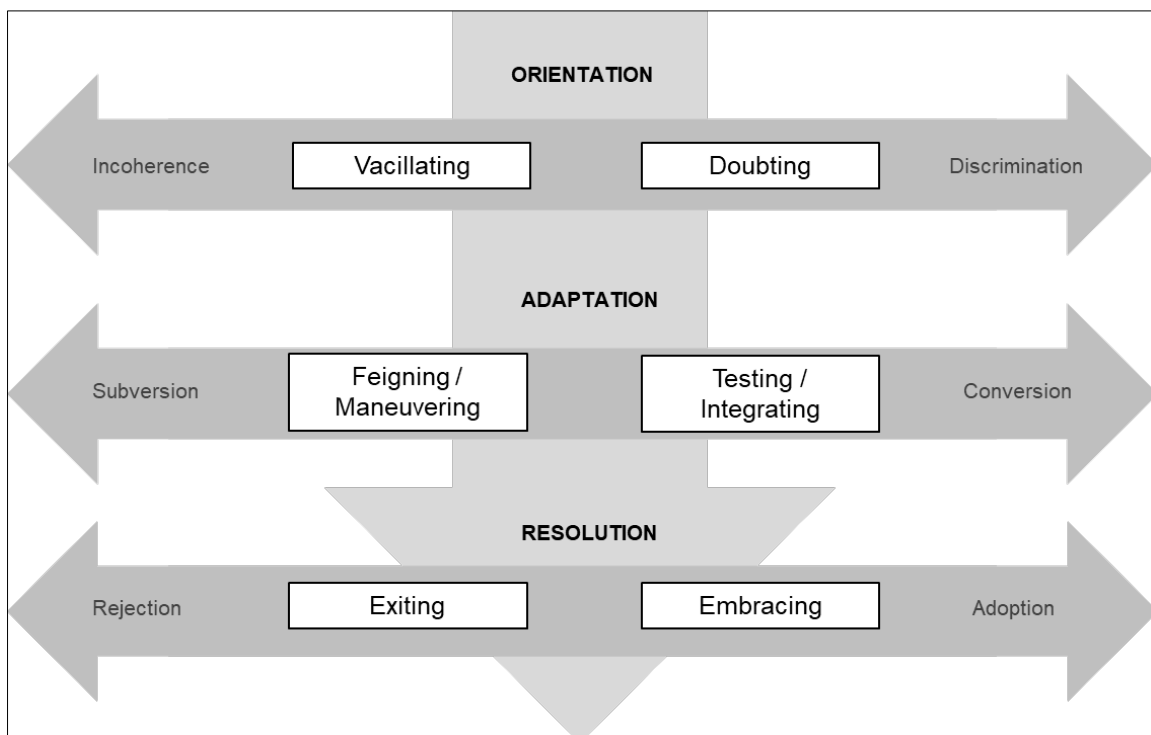 ORIENTATION
Incoherence
Vacillating
Doubting
Discrimination
ADAPTATION
Subversion
Feigning /
Maneuvering
Testing /
Integrating
Conversion
RESOLUTION
Rejection
Exiting
Embracing
Adoption